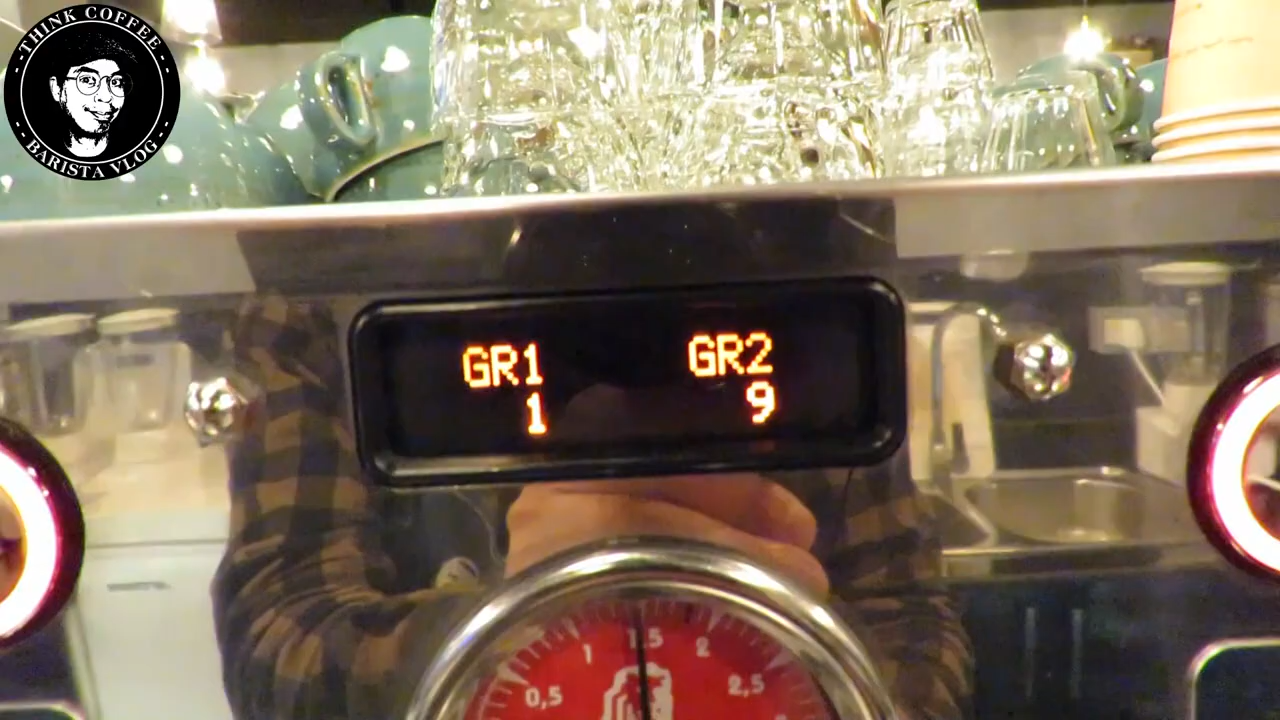 THINK COFFEE
BARISTA VLOG
GR1 GR2
1 9
0,5 1 1,5 2 2,5